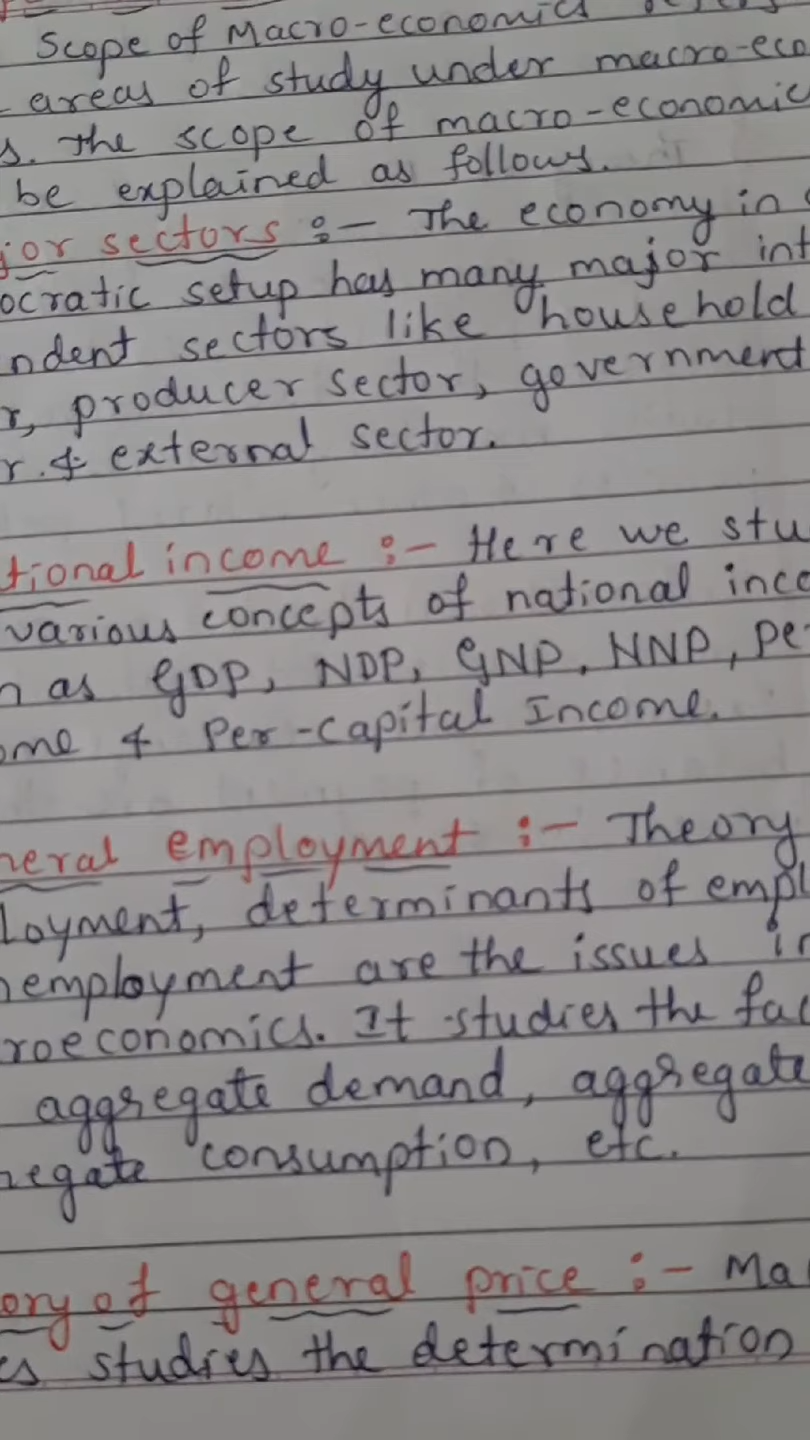 Scope of Macro-economics
areas of study under macro-eco
s. The scope of macro-economic
be explained as follows.
jor sectors :- The economy in
ocratic setup has many major int
ndent sectors like household
r, producer sector, government
r. & external sector.
tional income :- Here we stu
various concepts of national inco
n as GDP, NDP, GNP, NNP, Pe
ome & Per-capital Income.
neral employment :- Theory
loyment, determinants of empl
nemployment are the issues in
roeconomics. It studies the fac
aggregate demand, aggregate
regate consumption, etc.
ory of general price :- Ma
cs studies the determination